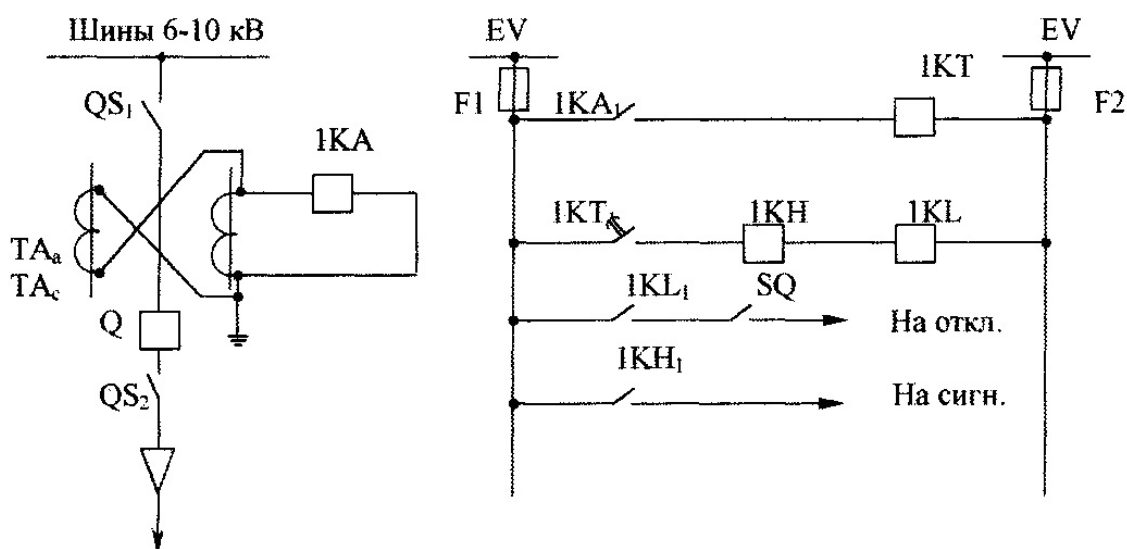 Шины 6-10 кВ
QS₁
1KA
TAₐ
TA_c
Q
QS₂
EV
EV
F1
F2
1KA₁
1KT
1KT₁
1KH
1KL
1KL₁
SQ
На откл.
1KH₁
На сигн.